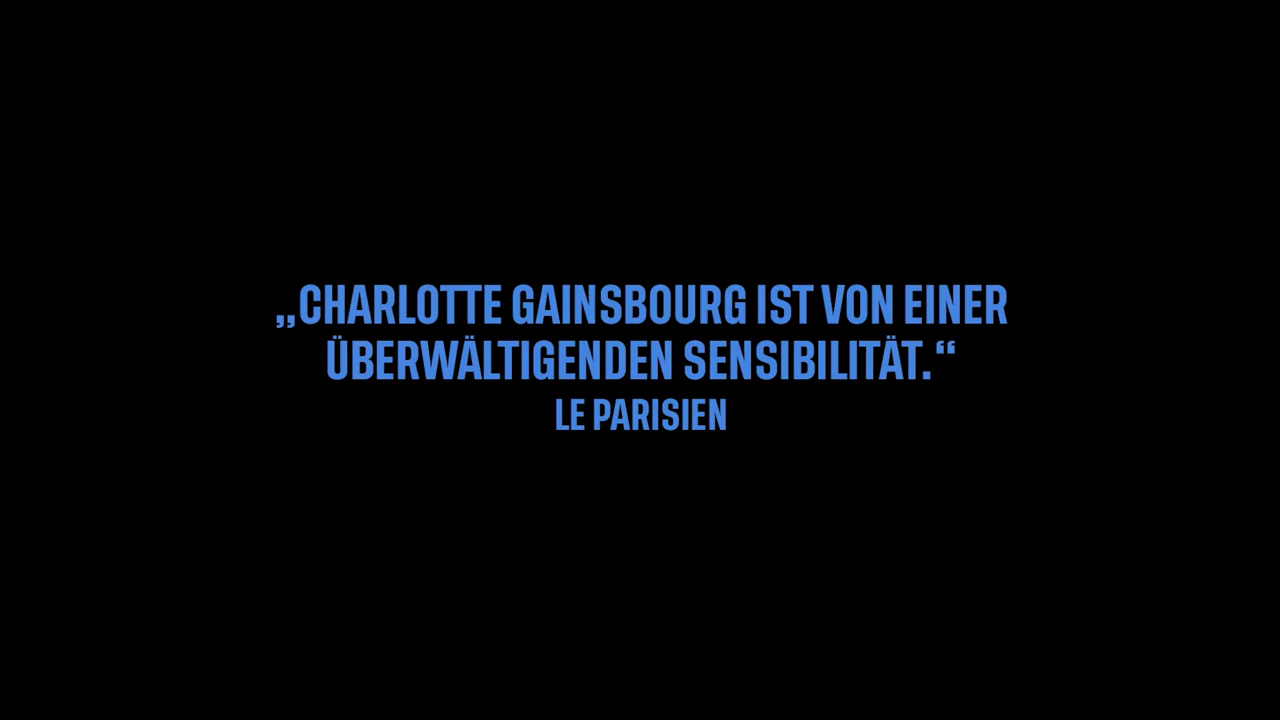 „CHARLOTTE GAINSBOURG IST VON EINER
ÜBERWÄLTIGENDEN SENSIBILITÄT.“
LE PARISIEN